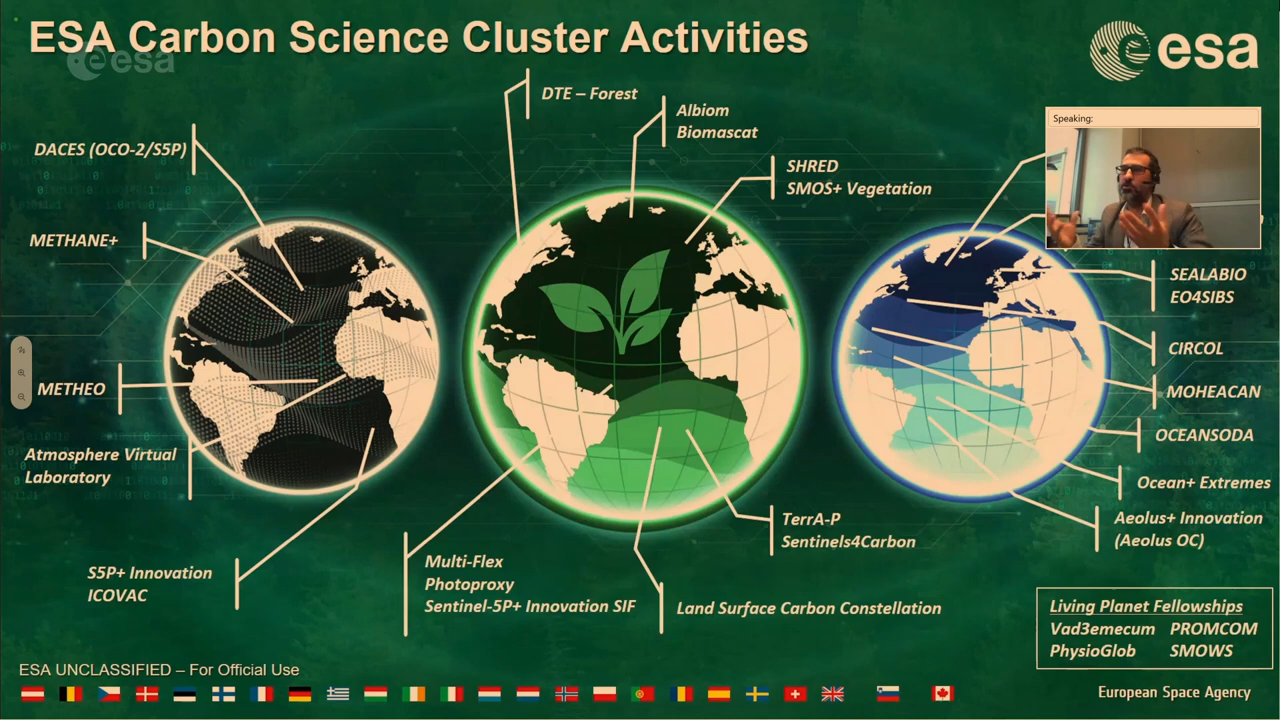 ESA Carbon Science Cluster Activities
esa
esa
Speaking:
DTE – Forest
Albiom
Biomascat
SHRED
SMOS+ Vegetation
DACES (OCO-2/S5P)
METHANE+
METHEO
Atmosphere Virtual
Laboratory
S5P+ Innovation
ICOVAC
Multi-Flex
Photoproxy
Sentinel-5P+ Innovation SIF
Land Surface Carbon Constellation
TerrA-P
Sentinels4Carbon
SEALABIO
EO4SIBS
CIRCOL
MOHEACAN
OCEANSODA
Ocean+ Extremes
Aeolus+ Innovation
(Aeolus OC)
Living Planet Fellowships
Vad3emecum PROMCOM
PhysioGlob SMOWS
ESA UNCLASSIFIED – For Official Use
European Space Agency